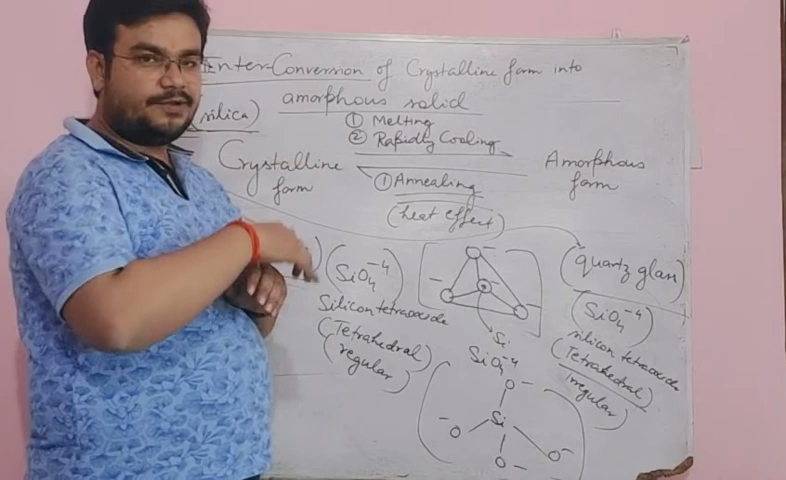 Inter-Conversion of Crystalline form into
amorphous solid
(silica)
① Melting
② Rapidly Cooling
Crystalline
form
Amorphous
form
① Annealing
(heat effect)
(SiO₄⁻⁴)
Silicon tetraoxide
(Tetrahedral)
(regular)
Si
SiO₄⁻⁴
O⁻
Si
⁻O
O⁻
O⁻
(quartz glass)
(SiO₄⁻⁴)
silicon tetraoxide
(Tetrahedral)
irregular)